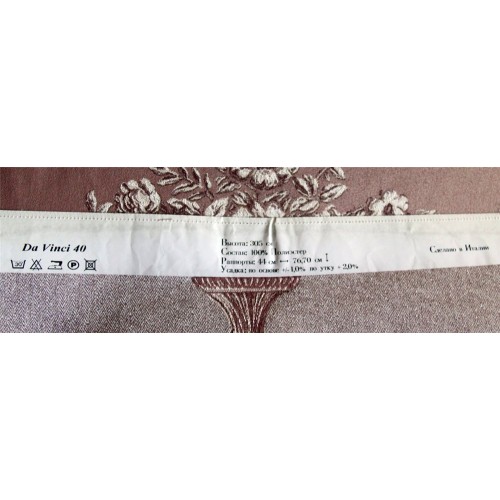 Da Vinci 40
30
P
Высота: 305 см
Состав: 100% Полиэстер
Раппорты: 44 см ↔ 76,70 см ↕
Усадка: по основе +/-1,0% по утку - 2,0%
Сделано в Италии